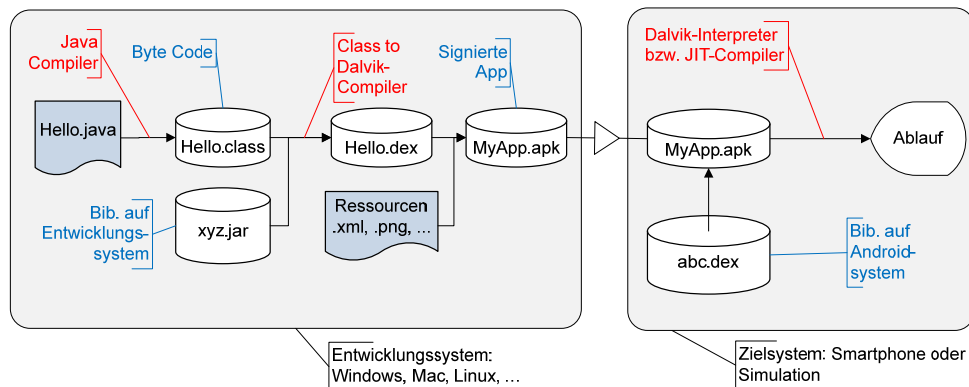 Java
Compiler
Byte Code
Class to
Dalvik-
Compiler
Signierte
App
Hello.java
Hello.class
Hello.dex
MyApp.apk
Bib. auf
Entwicklungs-
system
xyz.jar
Ressourcen
.xml, .png, ...
Entwicklungssystem:
Windows, Mac, Linux, ...
Dalvik-Interpreter
bzw. JIT-Compiler
MyApp.apk
Ablauf
abc.dex
Bib. auf
Android-
system
Zielsystem: Smartphone oder
Simulation